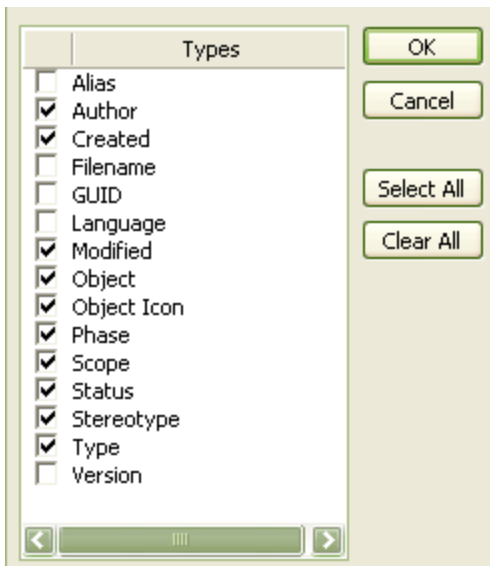 Types
Alias
Author
Created
Filename
GUID
Language
Modified
Object
Object Icon
Phase
Scope
Status
Stereotype
Type
Version
OK
Cancel
Select All
Clear All